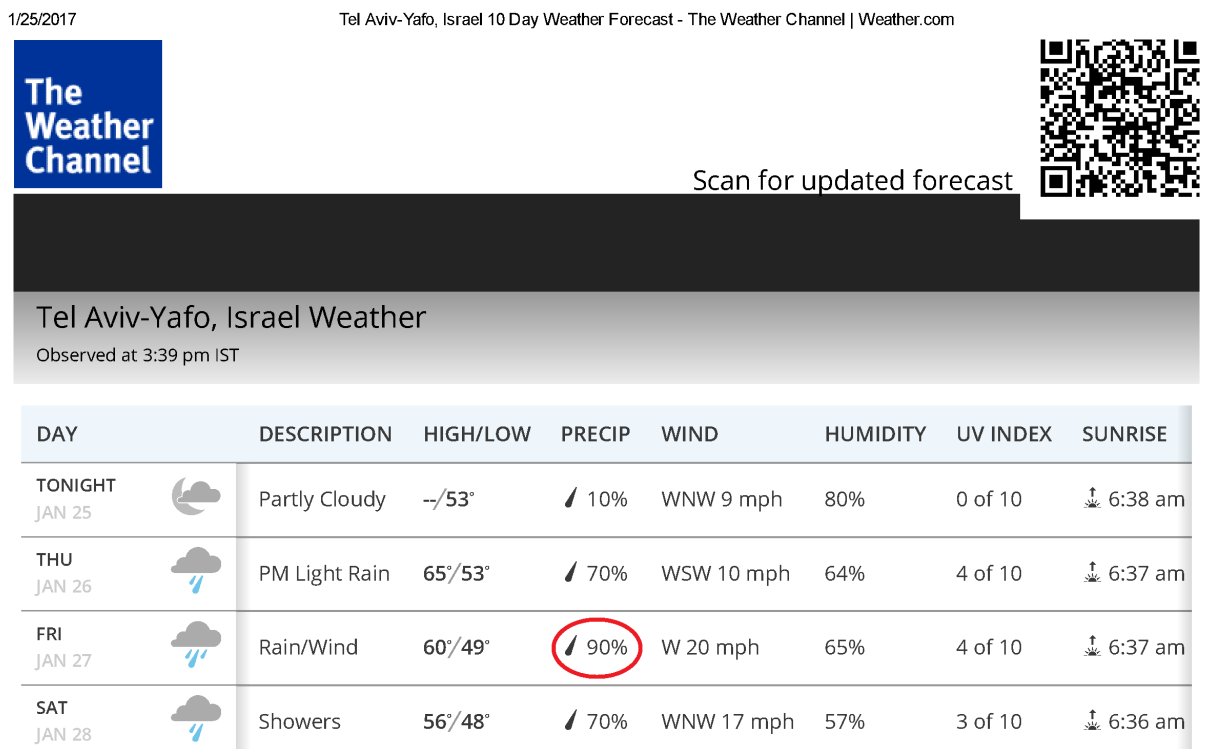 1/25/2017 Tel Aviv-Yafo, Israel 10 Day Weather Forecast - The Weather Channel | Weather.com
The
Weather
Channel
Scan for updated forecast
Tel Aviv-Yafo, Israel Weather
Observed at 3:39 pm IST
DAY DESCRIPTION HIGH/LOW PRECIP WIND HUMIDITY UV INDEX SUNRISE
TONIGHT
JAN 25
Partly Cloudy --/53° 10% WNW 9 mph 80% 0 of 10 6:38 am
THU
JAN 26
PM Light Rain 65°/53° 70% WSW 10 mph 64% 4 of 10 6:37 am
FRI
JAN 27
Rain/Wind 60°/49° 90% W 20 mph 65% 4 of 10 6:37 am
SAT
JAN 28
Showers 56°/48° 70% WNW 17 mph 57% 3 of 10 6:36 am